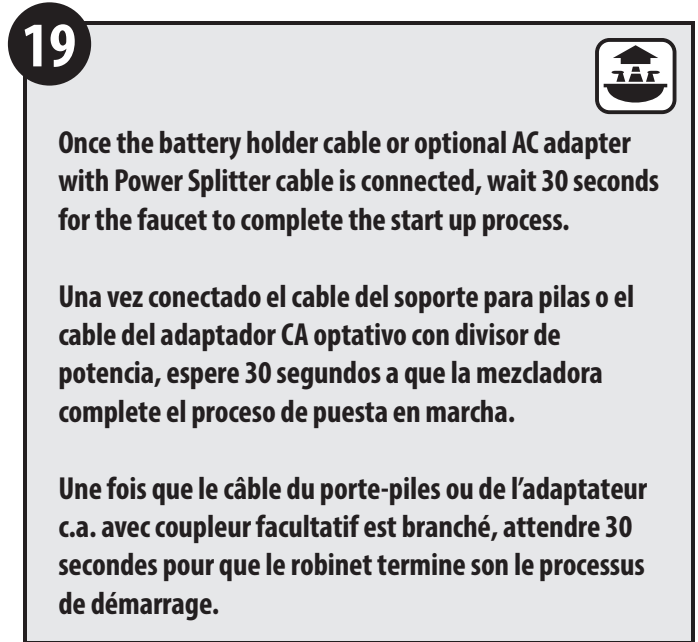 19
Once the battery holder cable or optional AC adapter
with Power Splitter cable is connected, wait 30 seconds
for the faucet to complete the start up process.
Una vez conectado el cable del soporte para pilas o el
cable del adaptador CA optativo con divisor de
potencia, espere 30 segundos a que la mezcladora
complete el proceso de puesta en marcha.
Une fois que le câble du porte-piles ou de l’adaptateur
c.a. avec coupleur facultatif est branché, attendre 30
secondes pour que le robinet termine son le processus
de démarrage.